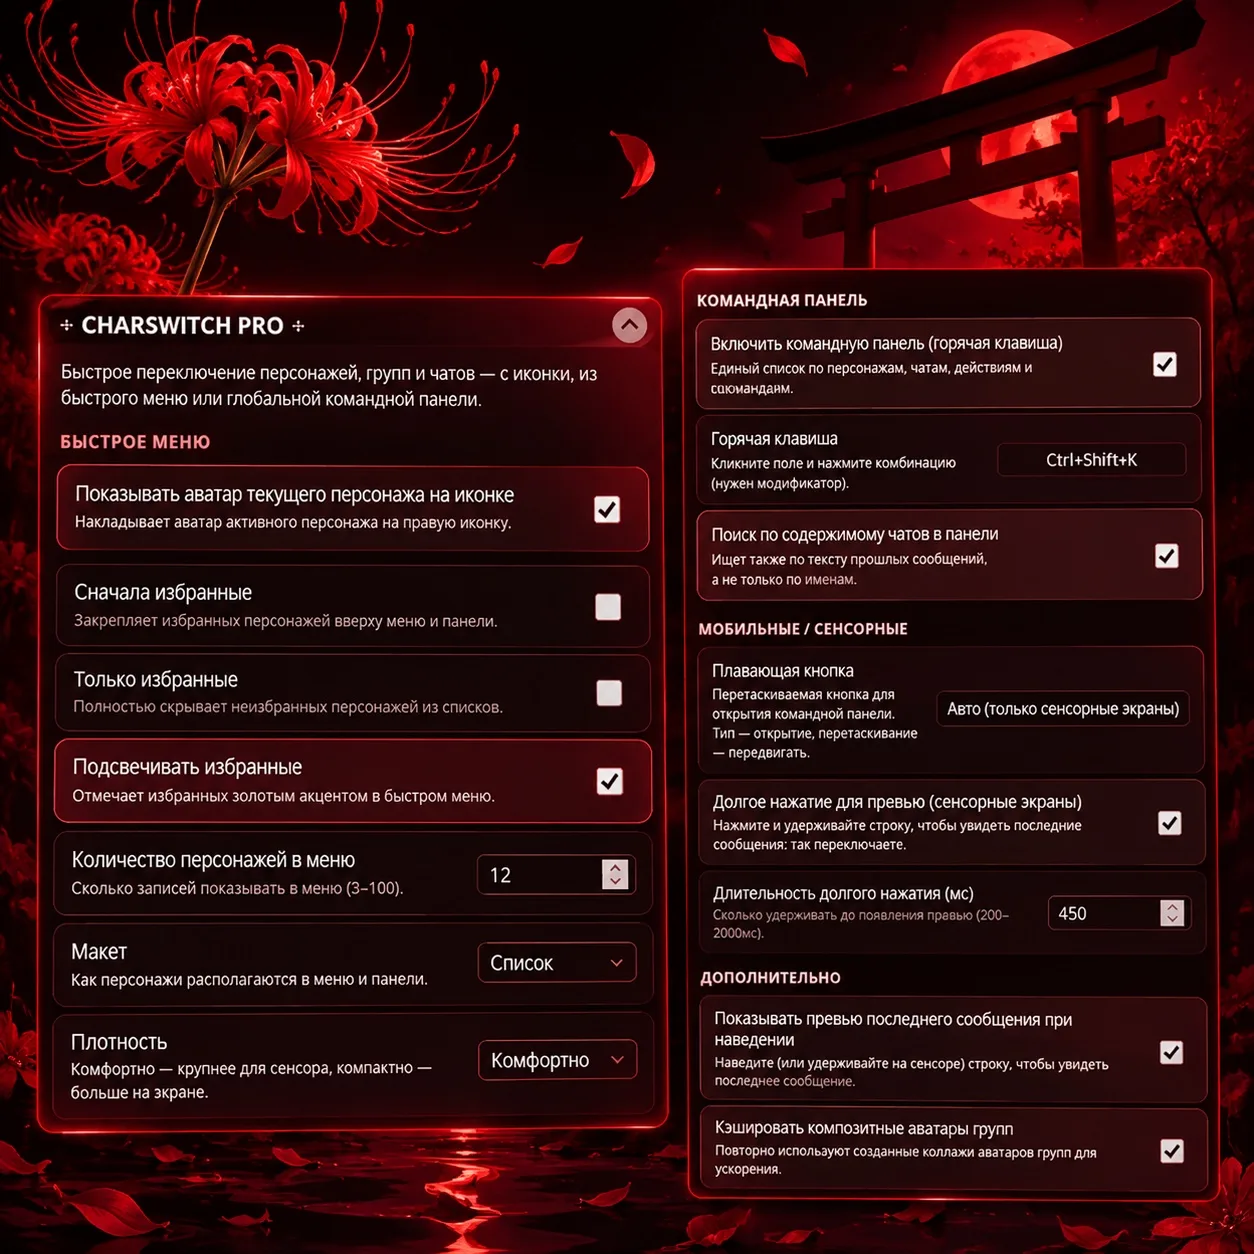 CHARSWITCH PRO
Быстрое переключение персонажей, групп и чатов — с иконки, из
быстрого меню или глобальной командной панели.
БЫСТРОЕ МЕНЮ
Показывать аватар текущего персонажа на иконке
Накладывает аватар активного персонажа на правую иконку.
Сначала избранные
Закрепляет избранных персонажей вверху меню и панели.
Только избранные
Полностью скрывает неизбранных персонажей из списков.
Подсвечивать избранные
Отмечает избранных золотым акцентом в быстром меню.
Количество персонажей в меню
Сколько записей показывать в меню (3–100).
12
Макет
Как персонажи располагаются в меню и панели.
Список
Плотность
Комфортно — крупнее для сенсора, компактно —
больше на экране.
Комфортно
КОМАНДНАЯ ПАНЕЛЬ
Включить командную панель (горячая клавиша)
Единый список по персонажам, чатам, действиям и
Горячая клавиша
Кликните поле и нажмите комбинацию
(нужен модификатор).
Ctrl+Shift+K
Поиск по содержимому чатов в панели
Ищет также по тексту прошлых сообщений,
а не только по именам.
МОБИЛЬНЫЕ / СЕНСОРНЫЕ
Плавающая кнопка
Перетаскиваемая кнопка для
открытия командной панели.
Тип — открытие, перетаскивание
— передвигать.
Авто (только сенсорные экраны)
Долгое нажатие для превью (сенсорные экраны)
Нажмите и удерживайте строку, чтобы увидеть последние
сообщения: так переключаете.
Длительность долгого нажатия (мс)
Сколько удерживать до появления превью (200–
2000мс).
450
ДОПОЛНИТЕЛЬНО
Показывать превью последнего сообщения при
наведении
Наведите (или удерживайте на сенсоре) строку, чтобы увидеть
последнее сообщение.
Кэшировать композитные аватары групп
Повторно используют созданные коллажи аватаров групп для
ускорения.